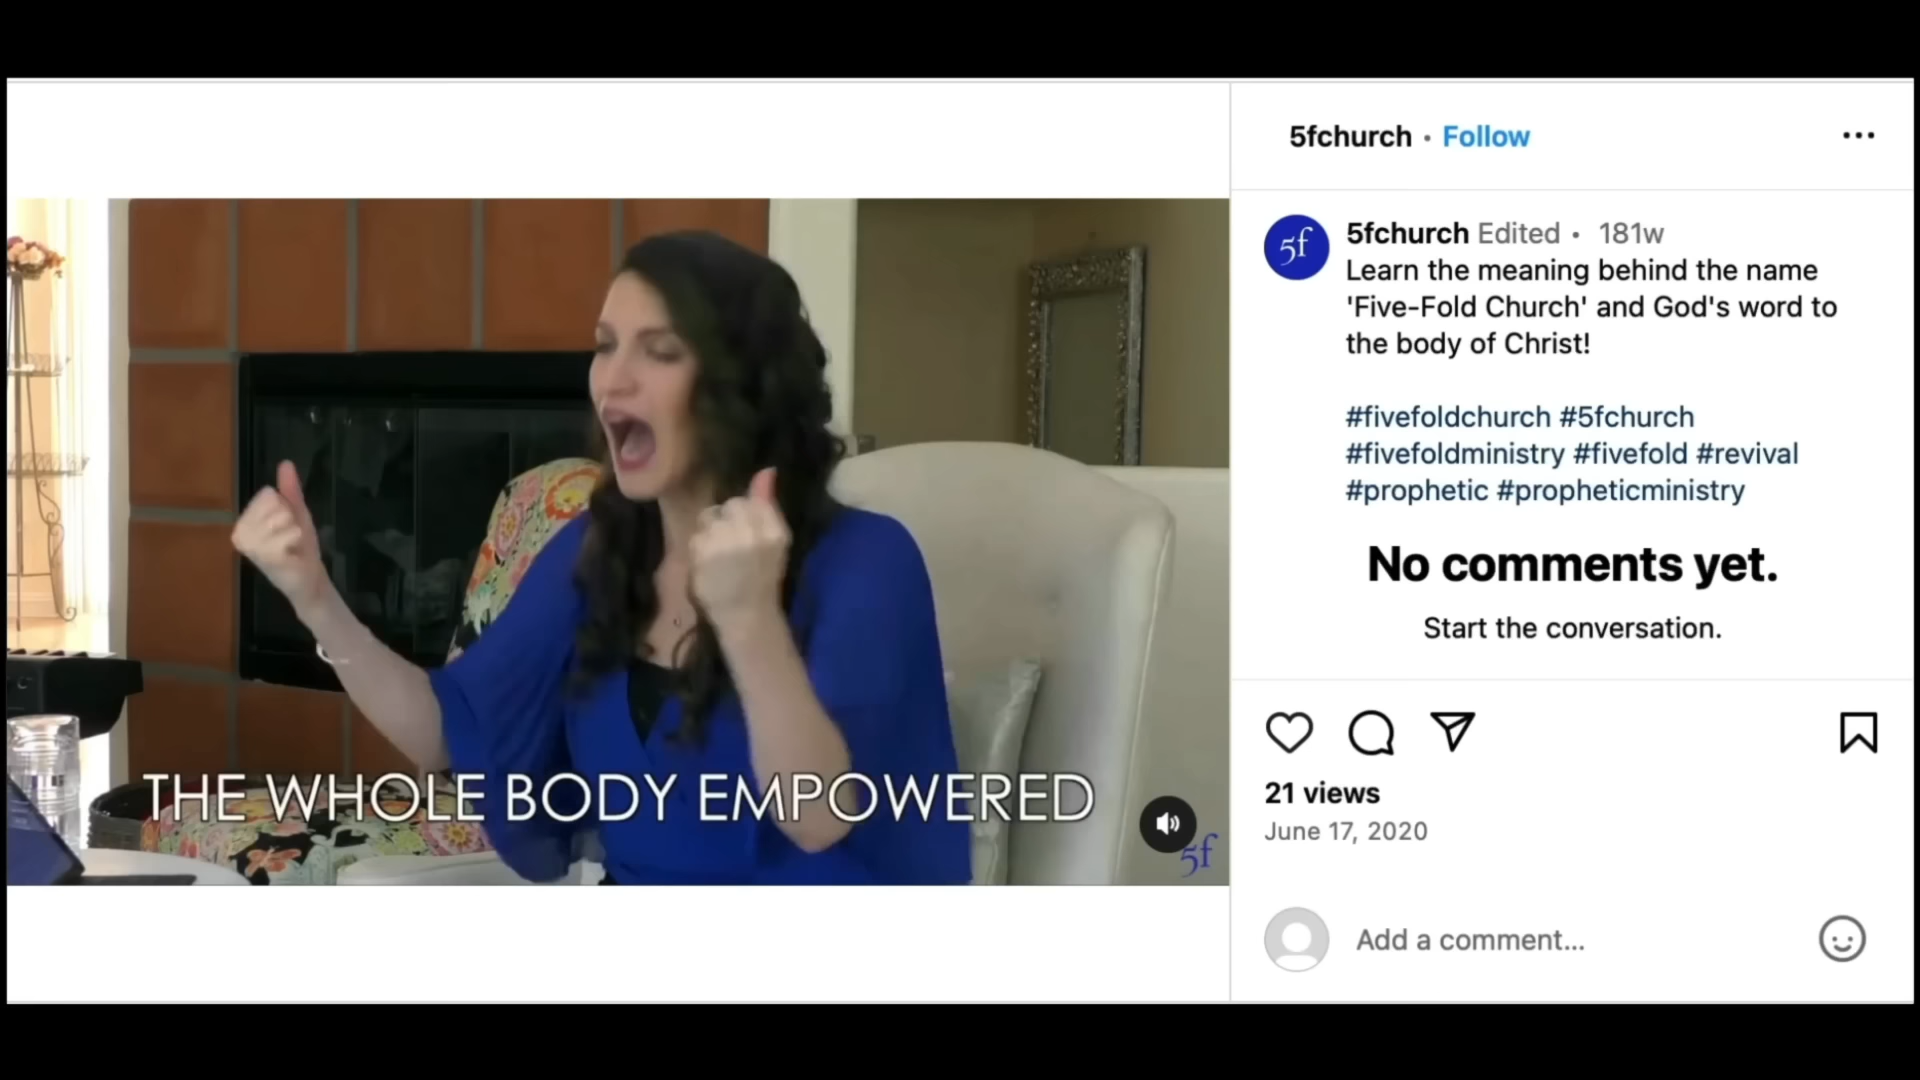 5fchurch • Follow
5f
5fchurch Edited • 181w
Learn the meaning behind the name
'Five-Fold Church' and God's word to
the body of Christ!
#fivefoldchurch #5fchurch
#fivefoldministry #fivefold #revival
#prophetic #propheticministry
No comments yet.
Start the conversation.
THE WHOLE BODY EMPOWERED
5f
21 views
June 17, 2020
Add a comment...